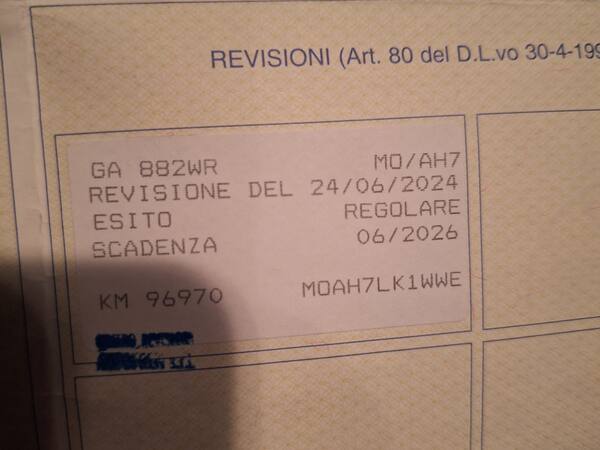 REVISIONI (Art. 80 del D.L.vo 30-4-199
GA 882WR MO/AH7
REVISIONE DEL 24/06/2024
ESITO REGOLARE
SCADENZA 06/2026
KM 96970 MOAH7LK1WWE